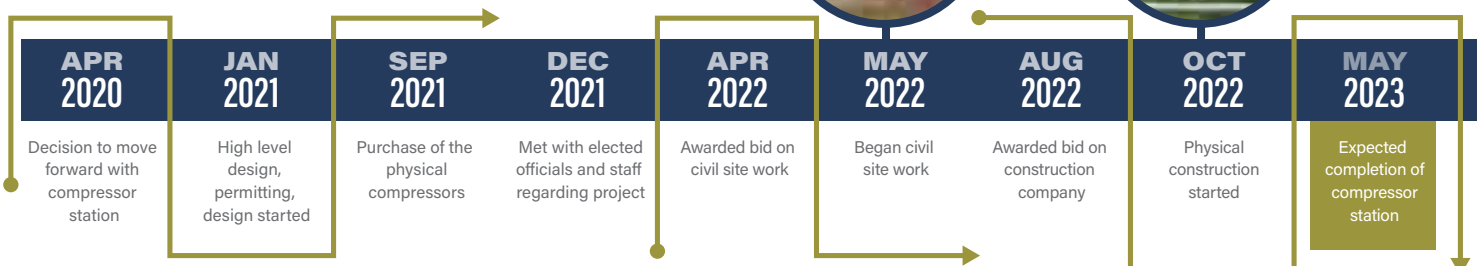 APR
2020
Decision to move
forward with
compressor
station
JAN
2021
High level
design,
permitting,
design started
SEP
2021
Purchase of the
physical
compressors
DEC
2021
Met with elected
officials and staff
regarding project
APR
2022
Awarded bid on
civil site work
MAY
2022
Began civil
site work
AUG
2022
Awarded bid on
construction
company
OCT
2022
Physical
construction
started
MAY
2023
Expected
completion of
compressor
station